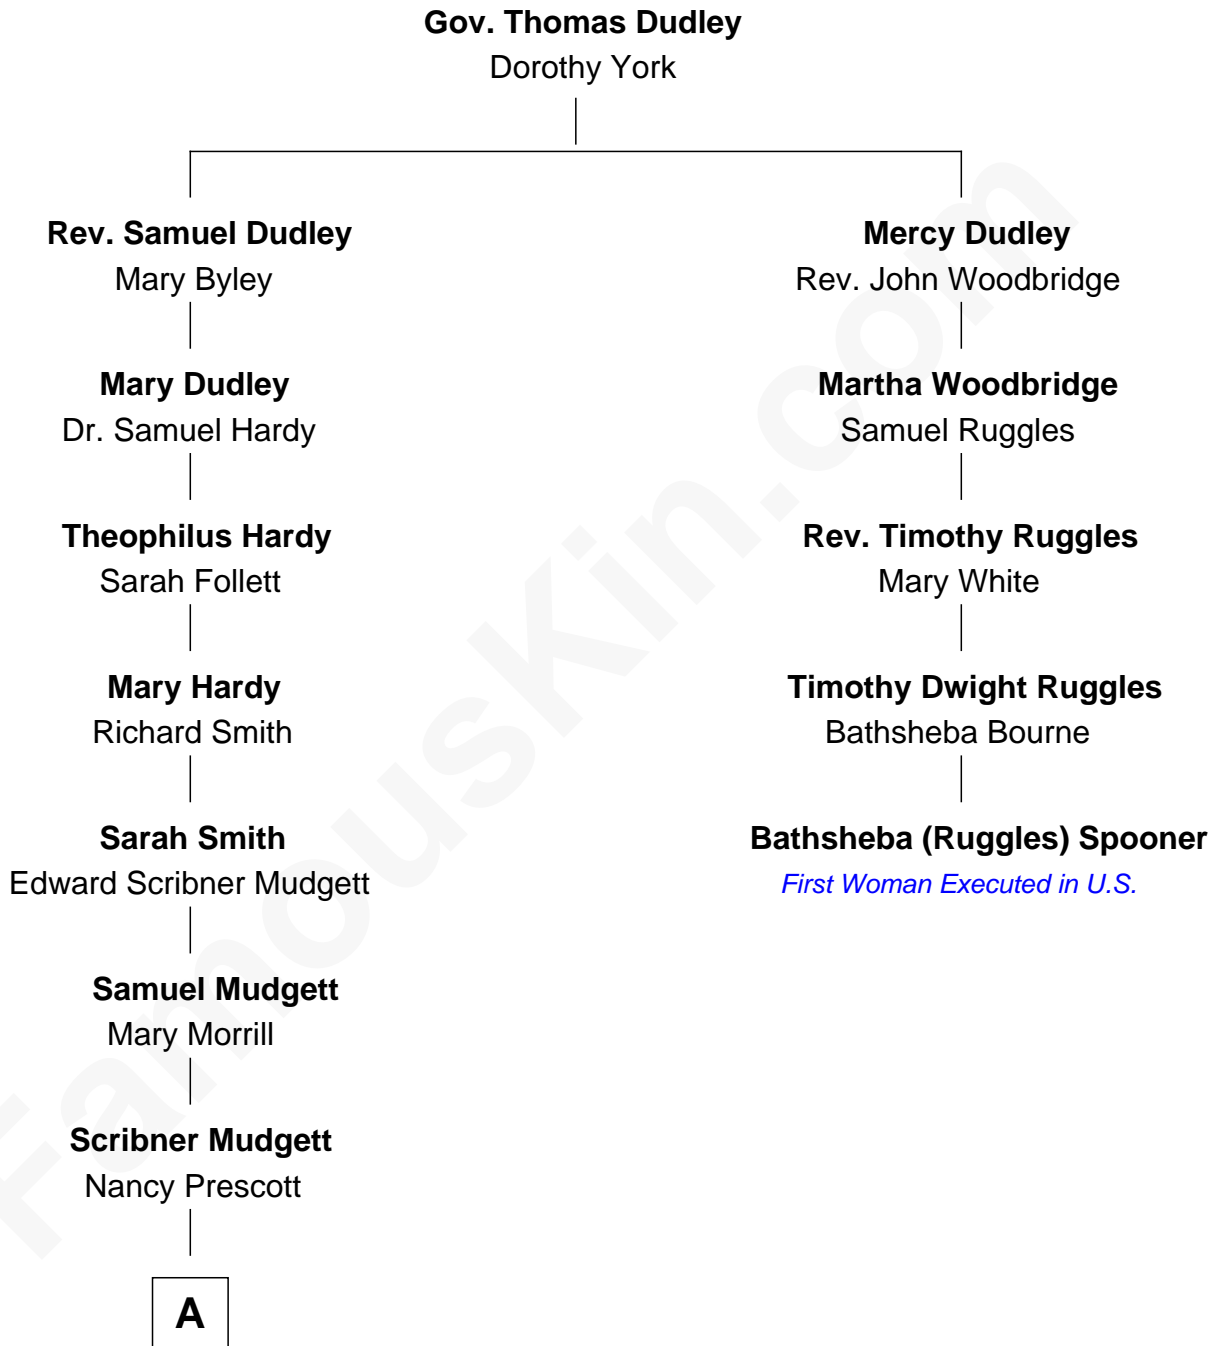 Gov. Thomas Dudley
Dorothy York
Rev. Samuel Dudley
Mary Byley
Mercy Dudley
Rev. John Woodbridge
Mary Dudley
Dr. Samuel Hardy
Martha Woodbridge
Samuel Ruggles
Theophilus Hardy
Sarah Follett
Rev. Timothy Ruggles
Mary White
Mary Hardy
Richard Smith
Timothy Dwight Ruggles
Bathsheba Bourne
Sarah Smith
Edward Scribner Mudgett
Bathsheba (Ruggles) Spooner
First Woman Executed in U.S.
Samuel Mudgett
Mary Morrill
Scribner Mudgett
Nancy Prescott
A
FamousKin.com